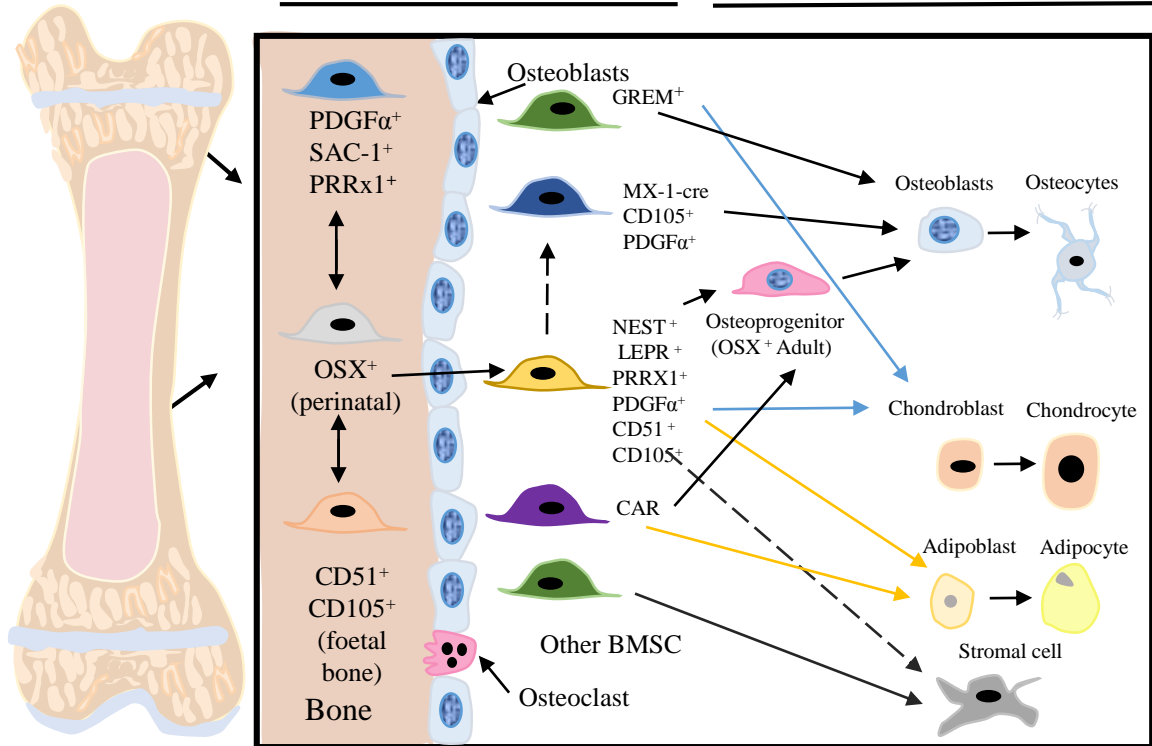 PDGFα⁺
SAC-1⁺
PRRx1⁺
OSX⁺
(perinatal)
CD51⁺
CD105⁺
(foetal
bone)
Bone
Osteoblasts
GREM⁺
MX-1-cre
CD105⁺
PDGFα⁺
NEST⁺
LEPR⁺
PRRX1⁺
PDGFα⁺
CD51⁺
CD105⁺
CAR
Other BMSC
Osteoclast
Osteoprogenitor
(OSX⁺ Adult)
Osteoblasts
Osteocytes
Chondroblast
Chondrocyte
Adipoblast
Adipocyte
Stromal cell